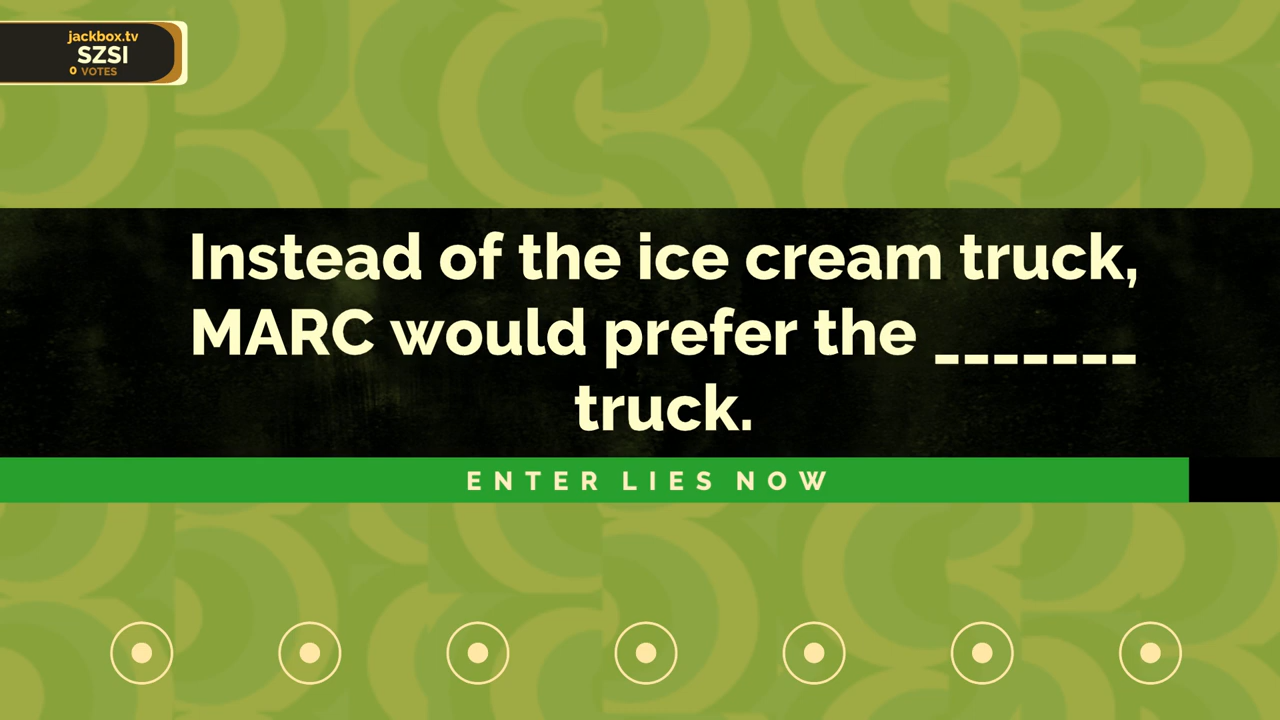 jackbox.tv
SZSI
0 VOTES
Instead of the ice cream truck,
MARC would prefer the _______
truck.
ENTER LIES NOW